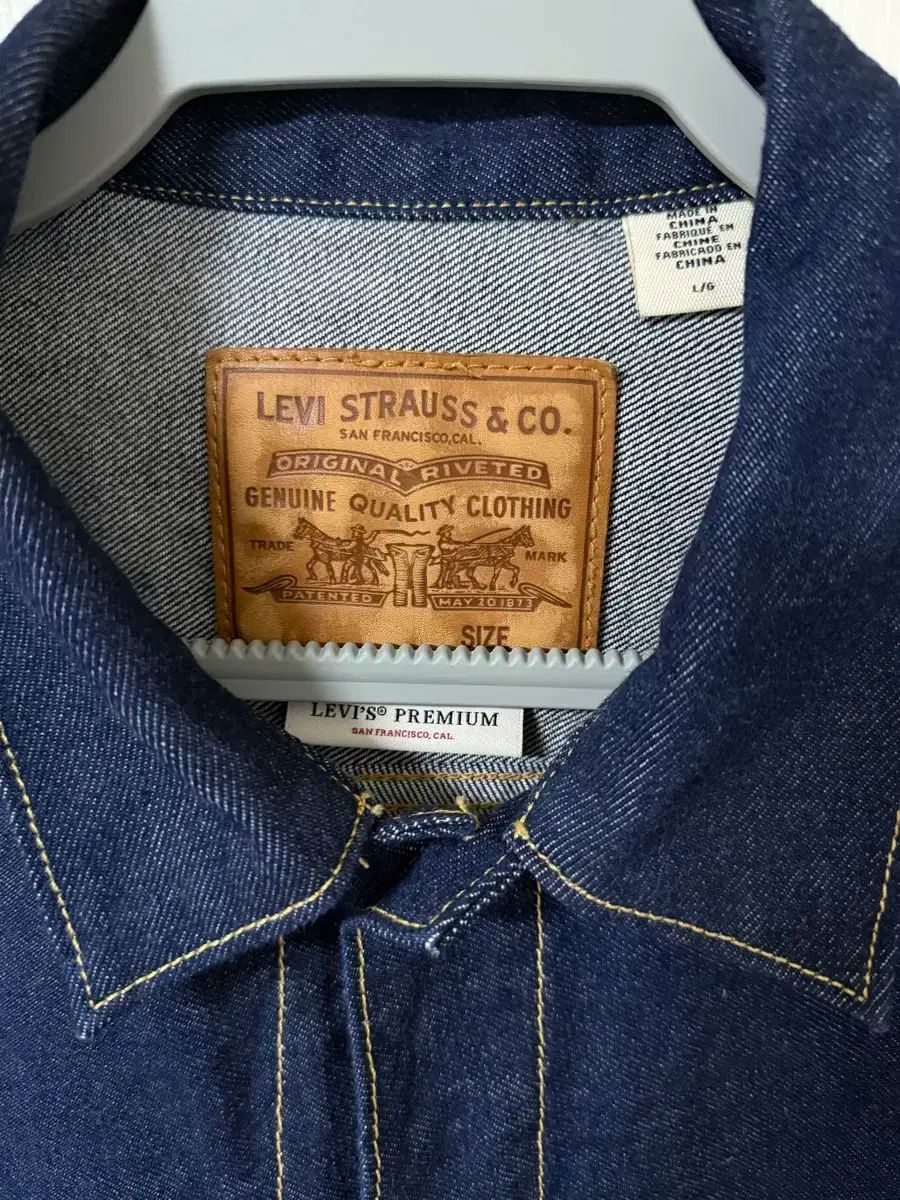 MADE IN
CHINA
FABRIQUÉ EN
CHINE
FABRICADO EN
CHINA
L/G
LEVI STRAUSS & CO.
SAN FRANCISCO, CAL.
ORIGINAL RIVETED
GENUINE QUALITY CLOTHING
TRADE MARK
PATENTED MAY 20 1873
SIZE
LEVI'S® PREMIUM
SAN FRANCISCO, CAL.